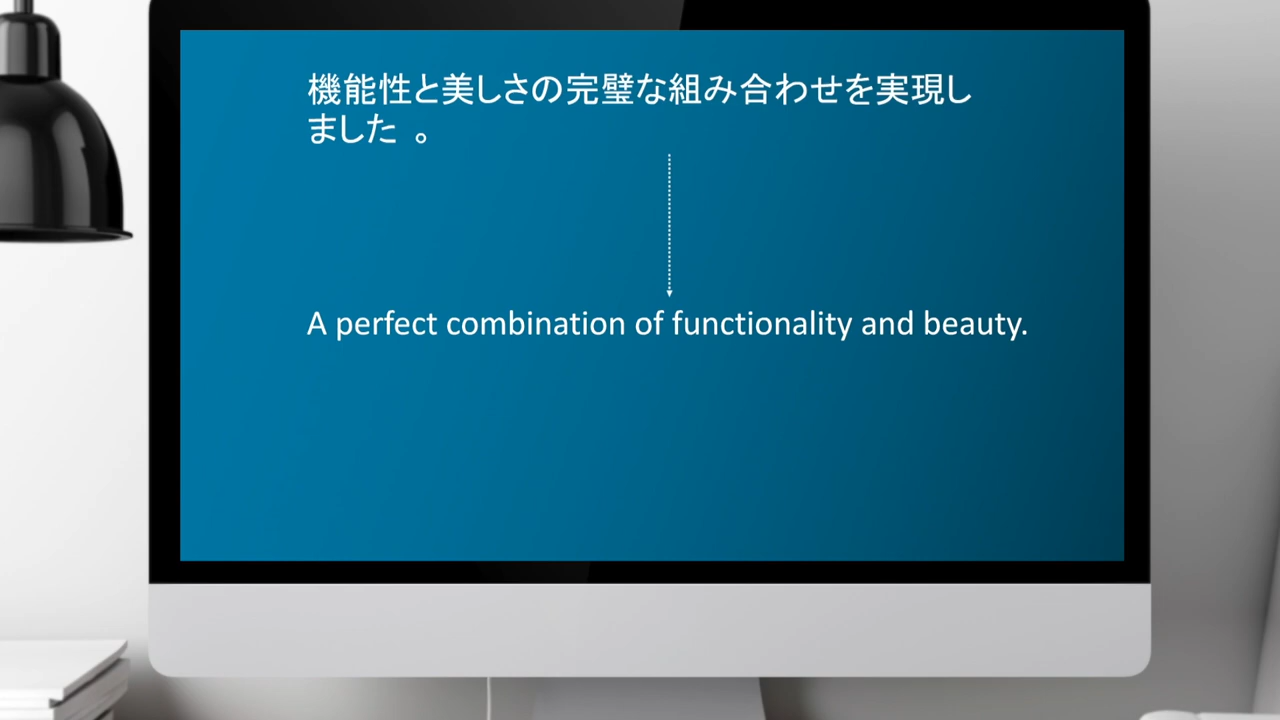 機能性と美しさの完璧な組み合わせを実現し
ました 。
A perfect combination of functionality and beauty.